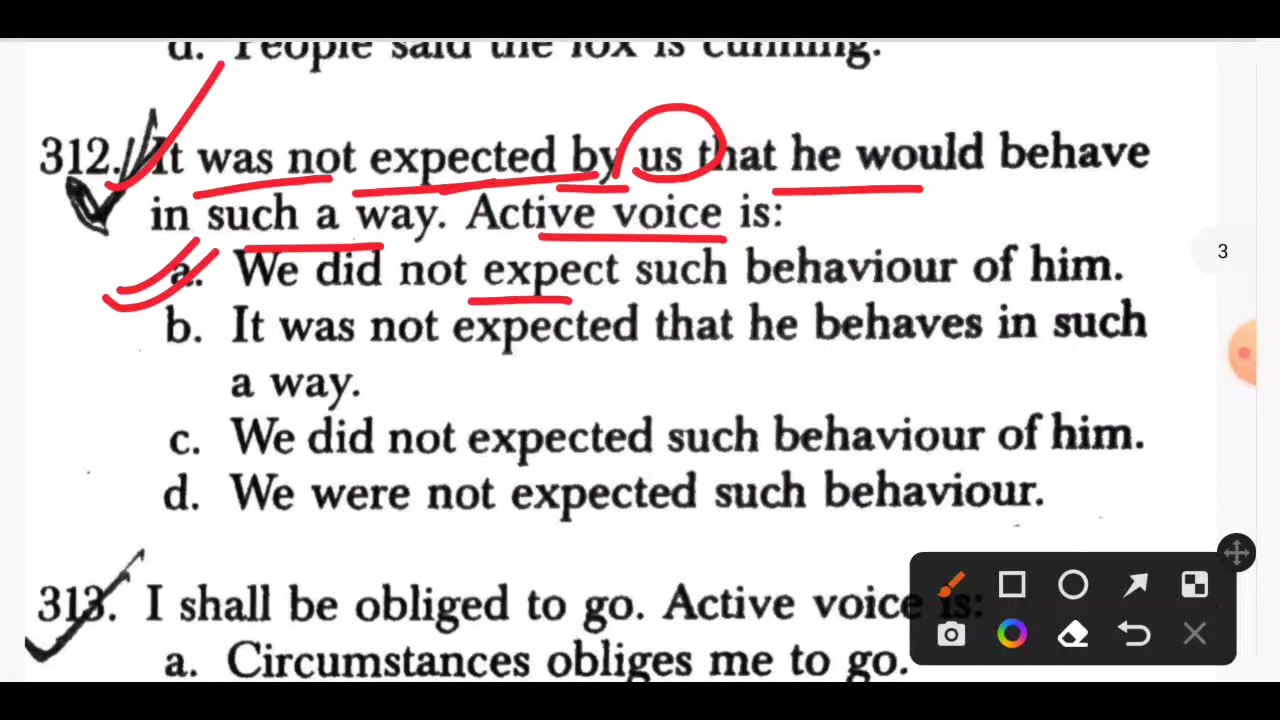 d. People said the fox is cunning.
312. It was not expected by us that he would behave
in such a way. Active voice is:
a. We did not expect such behaviour of him.
b. It was not expected that he behaves in such
a way.
c. We did not expected such behaviour of him.
d. We were not expected such behaviour.
313. I shall be obliged to go. Active voice is:
a. Circumstances obliges me to go.
3